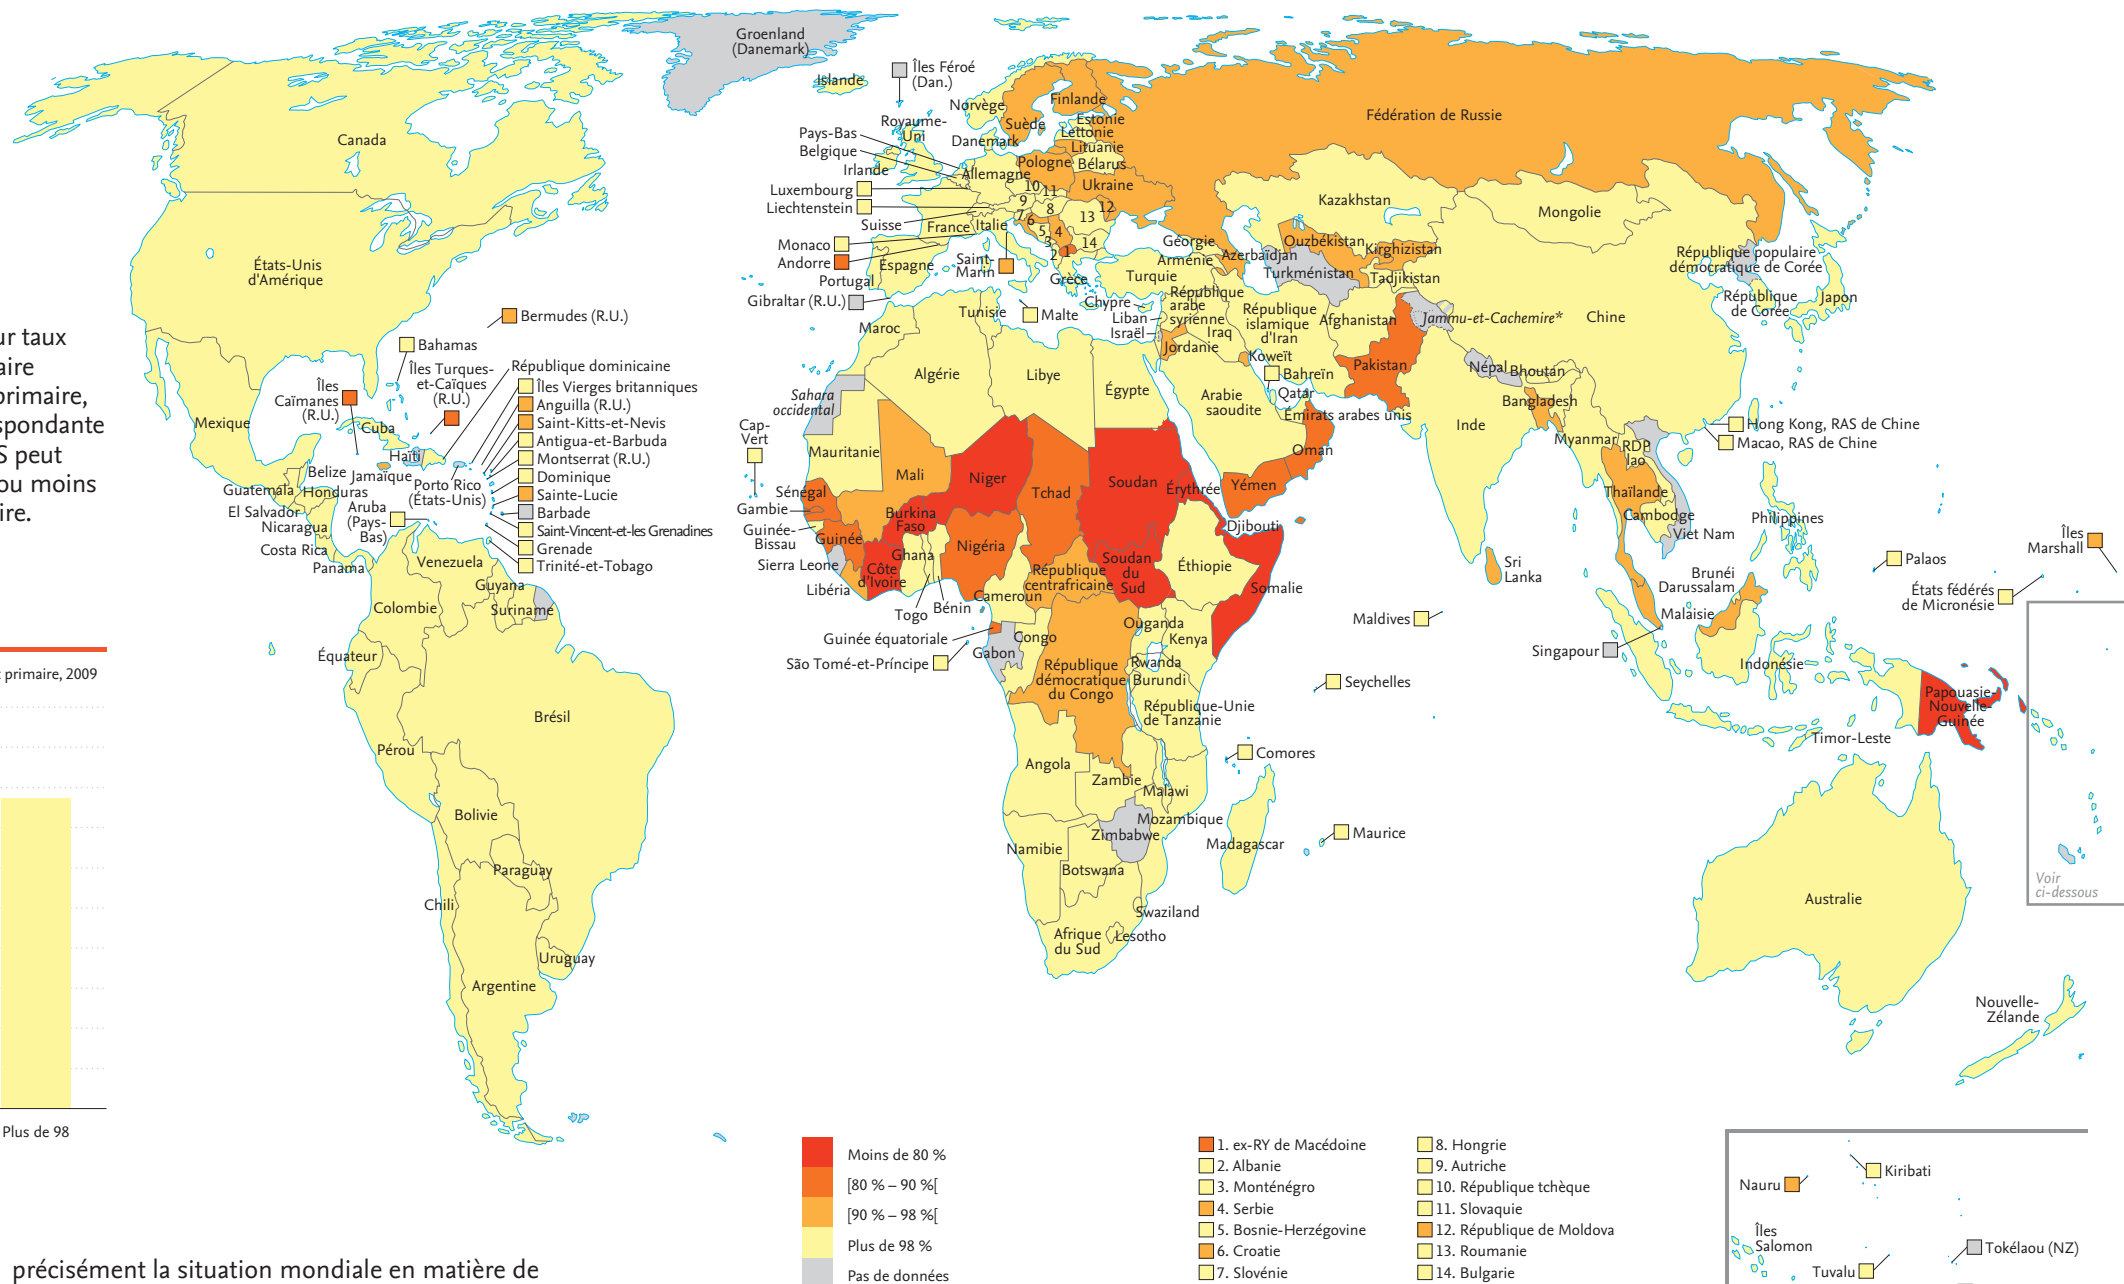 Groenland
(Danemark)
Îles Féroé
(Dan.)
Islande
Norvège
Finlande
Suède
Estonie
Lettonie
Lituanie
Bélarus
Pologne
Danemark
Royaume-
Uni
Pays-Bas
Belgique
Irlande
Allemagne
Luxembourg
Liechtenstein
Suisse
France
Italie
Monaco
Andorre
Saint-
Marin
Espagne
Portugal
Gibraltar (R.U.)
Grèce
Ukraine
10
11
9
8
7
6
5
4
3
2
1
12
13
14
Fédération de Russie
Canada
États-Unis
d'Amérique
Kazakhstan
Mongolie
Géorgie
Arménie
Azerbaïdjan
Turquie
Ouzbékistan
Kirghizistan
Turkménistan
Tadjikistan
République populaire
démocratique de Corée
République
de Corée
Japon
Chine
Jammu-et-Cachemire*
Afghanistan
Pakistan
République
islamique
d'Iran
République
arabe
syrienne
Chypre
Liban
Israël
Iraq
Jordanie
Koweït
Bahreïn
Qatar
Émirats arabes unis
Arabie
saoudite
Oman
Yémen
Malte
Tunisie
Maroc
Algérie
Libye
Égypte
Sahara
occidental
Népal
Bhoutan
Bangladesh
Inde
Myanmar
RDP
lao
Thaïlande
Cambodge
Viet Nam
Hong Kong, RAS de Chine
Macao, RAS de Chine
Philippines
Sri
Lanka
Maldives
Brunéi
Darussalam
Malaisie
Singapour
Indonésie
Timor-Leste
Papouasie-
Nouvelle-
Guinée
Palaos
États fédérés
de Micronésie
Îles
Marshall
Voir
ci-dessous
Australie
Nouvelle-
Zélande
Bermudes (R.U.)
Bahamas
Îles Turques-
et-Caïques
(R.U.)
Îles
Caïmanes
(R.U.)
République dominicaine
Îles Vierges britanniques
Anguilla (R.U.)
Saint-Kitts-et-Nevis
Antigua-et-Barbuda
Montserrat (R.U.)
Dominique
Sainte-Lucie
Barbade
Saint-Vincent-et-les Grenadines
Grenade
Trinité-et-Tobago
Mexique
Cuba
Haïti
Belize
Jamaïque
Porto Rico
(États-Unis)
Guatemala
Honduras
El Salvador
Nicaragua
Aruba
(Pays-
Bas)
Costa Rica
Panama
Venezuela
Guyana
Suriname
Colombie
Équateur
Brésil
Pérou
Bolivie
Paraguay
Chili
Uruguay
Argentine
Cap-
Vert
Mauritanie
Mali
Niger
Tchad
Soudan
Érythrée
Djibouti
Sénégal
Gambie
Guinée-
Bissau
Guinée
Sierra Leone
Libéria
Burkina
Faso
Côte
d'Ivoire
Ghana
Togo
Bénin
Nigéria
Cameroun
République
centrafricaine
Soudan
du
Sud
Éthiopie
Somalie
Guinée équatoriale
São Tomé-et-Príncipe
Gabon
Congo
République
démocratique
du Congo
Ouganda
Kenya
Rwanda
Burundi
République-Unie
de Tanzanie
Seychelles
Comores
Maurice
Madagascar
Angola
Zambie
Malawi
Mozambique
Zimbabwe
Namibie
Botswana
Swaziland
Lesotho
Afrique
du Sud
ur taux
aire
primaire,
spondante
S peut
ou moins
ire.
t primaire, 2009
Plus de 98
Moins de 80 %
[80 % – 90 %[
[90 % – 98 %[
Plus de 98 %
Pas de données
1. ex-RY de Macédoine
2. Albanie
3. Monténégro
4. Serbie
5. Bosnie-Herzégovine
6. Croatie
7. Slovénie
8. Hongrie
9. Autriche
10. République tchèque
11. Slovaquie
12. République de Moldova
13. Roumanie
14. Bulgarie
Kiribati
Nauru
Îles
Salomon
Tokélaou (NZ)
Tuvalu
précisément la situation mondiale en matière de